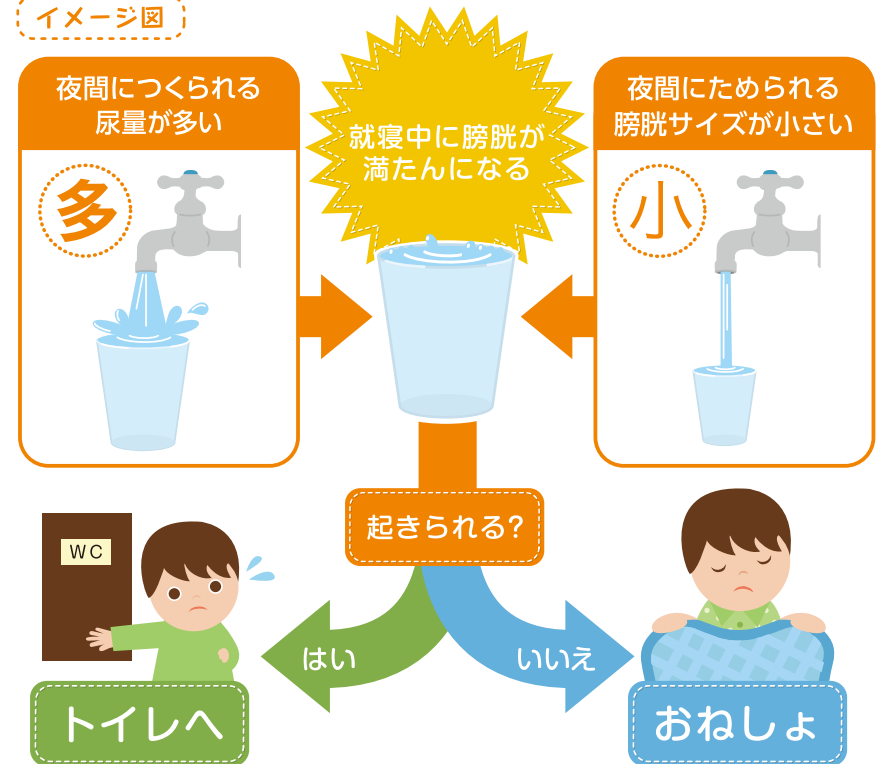 イメージ図
夜間につくられる
尿量が多い
多
就寝中に膀胱が
満たんになる
夜間にためられる
膀胱サイズが小さい
小
起きられる?
WC
はい
いいえ
トイレへ
おねしょ